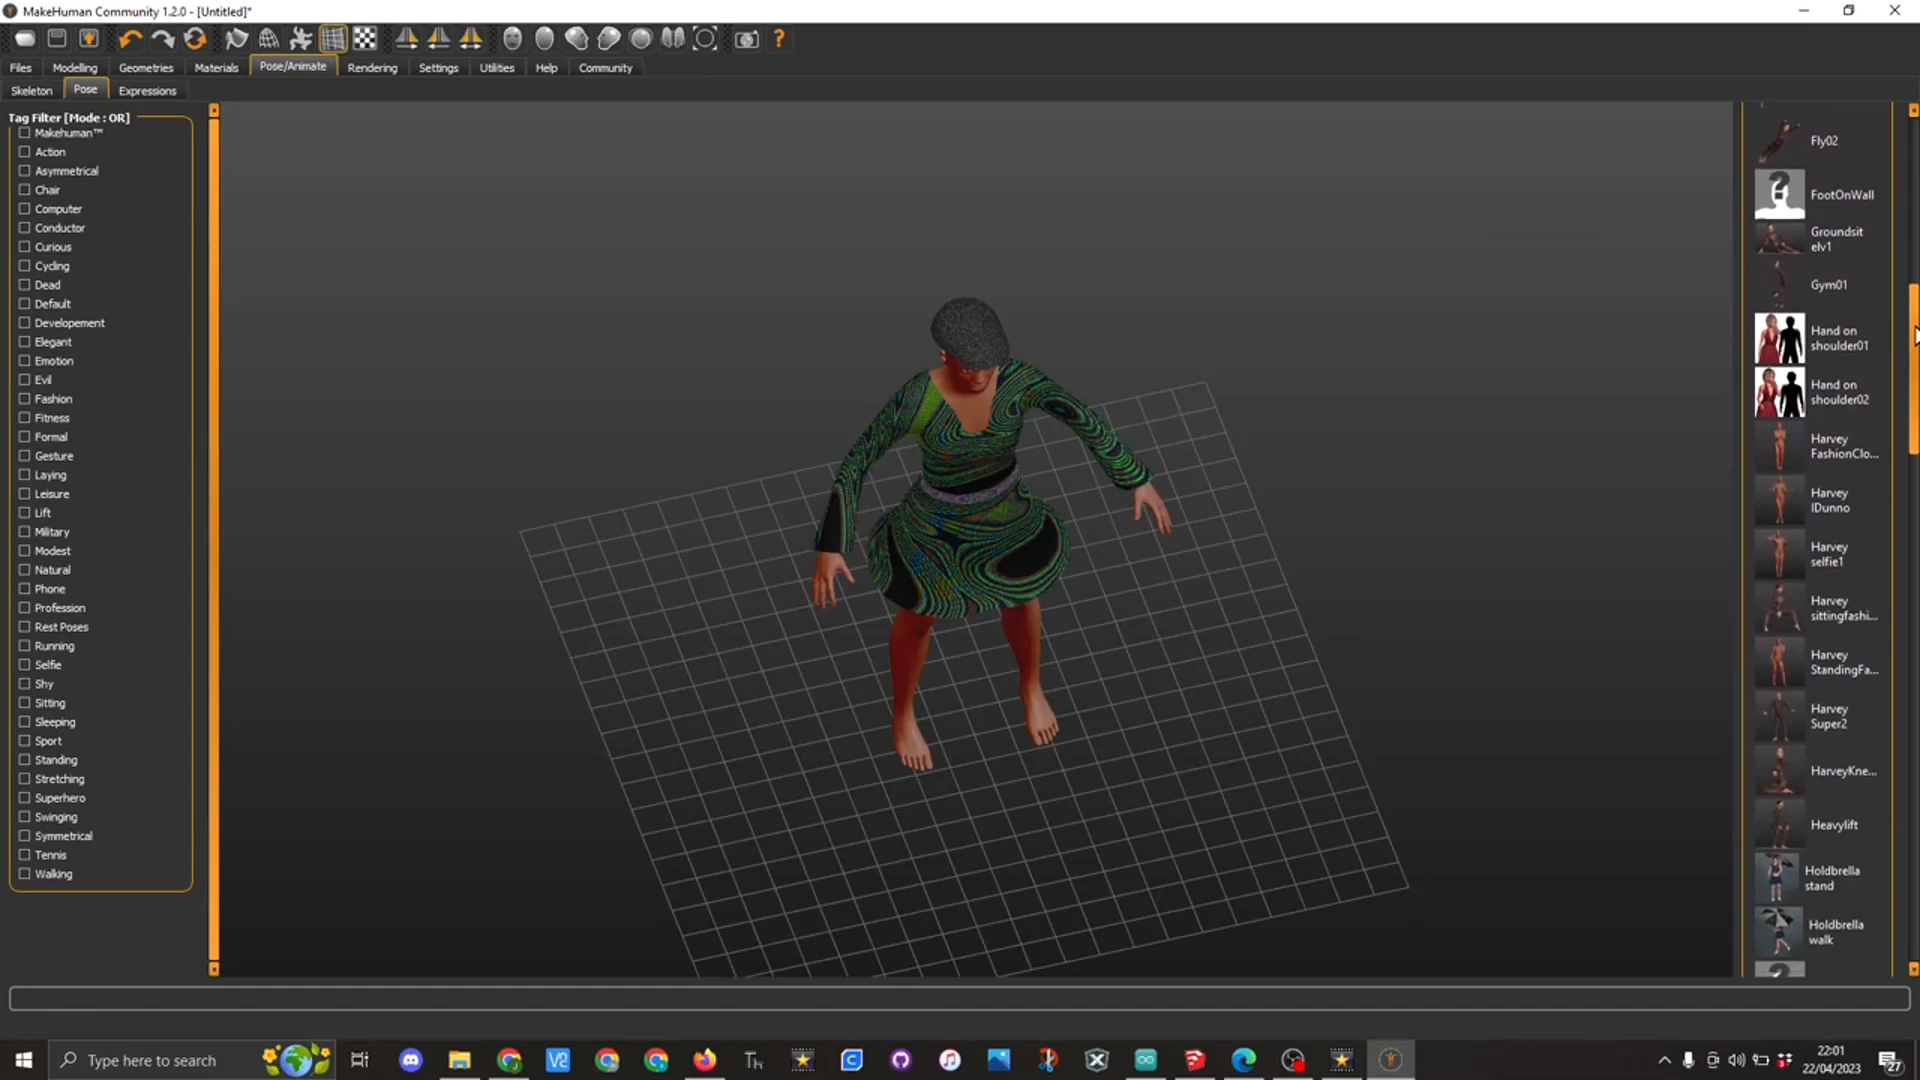 MakeHuman Community 1.2.0 - [Untitled]*
Files Modelling Geometries Materials Pose/Animate Rendering Settings Utilities Help Community
Skeleton Pose Expressions
Tag Filter [Mode : OR]
Makehuman™
Action
Asymmetrical
Chair
Computer
Conductor
Curious
Cycling
Dead
Default
Developement
Elegant
Emotion
Evil
Fashion
Fitness
Formal
Gesture
Laying
Leisure
Lift
Military
Modest
Natural
Phone
Profession
Rest Poses
Running
Selfie
Shy
Sitting
Sleeping
Sport
Standing
Stretching
Superhero
Swinging
Symmetrical
Tennis
Walking
Fly02
FootOnWall
Groundsit
elv1
Gym01
Hand on
shoulder01
Hand on
shoulder02
Harvey
FashionClo...
Harvey
IDunno
Harvey
selfie1
Harvey
sittingfashi...
Harvey
StandingFa...
Harvey
Super2
HarveyKne...
Heavylift
Holdbrella
stand
Holdbrella
walk
Type here to search
Th
22:01
22/04/2023
27